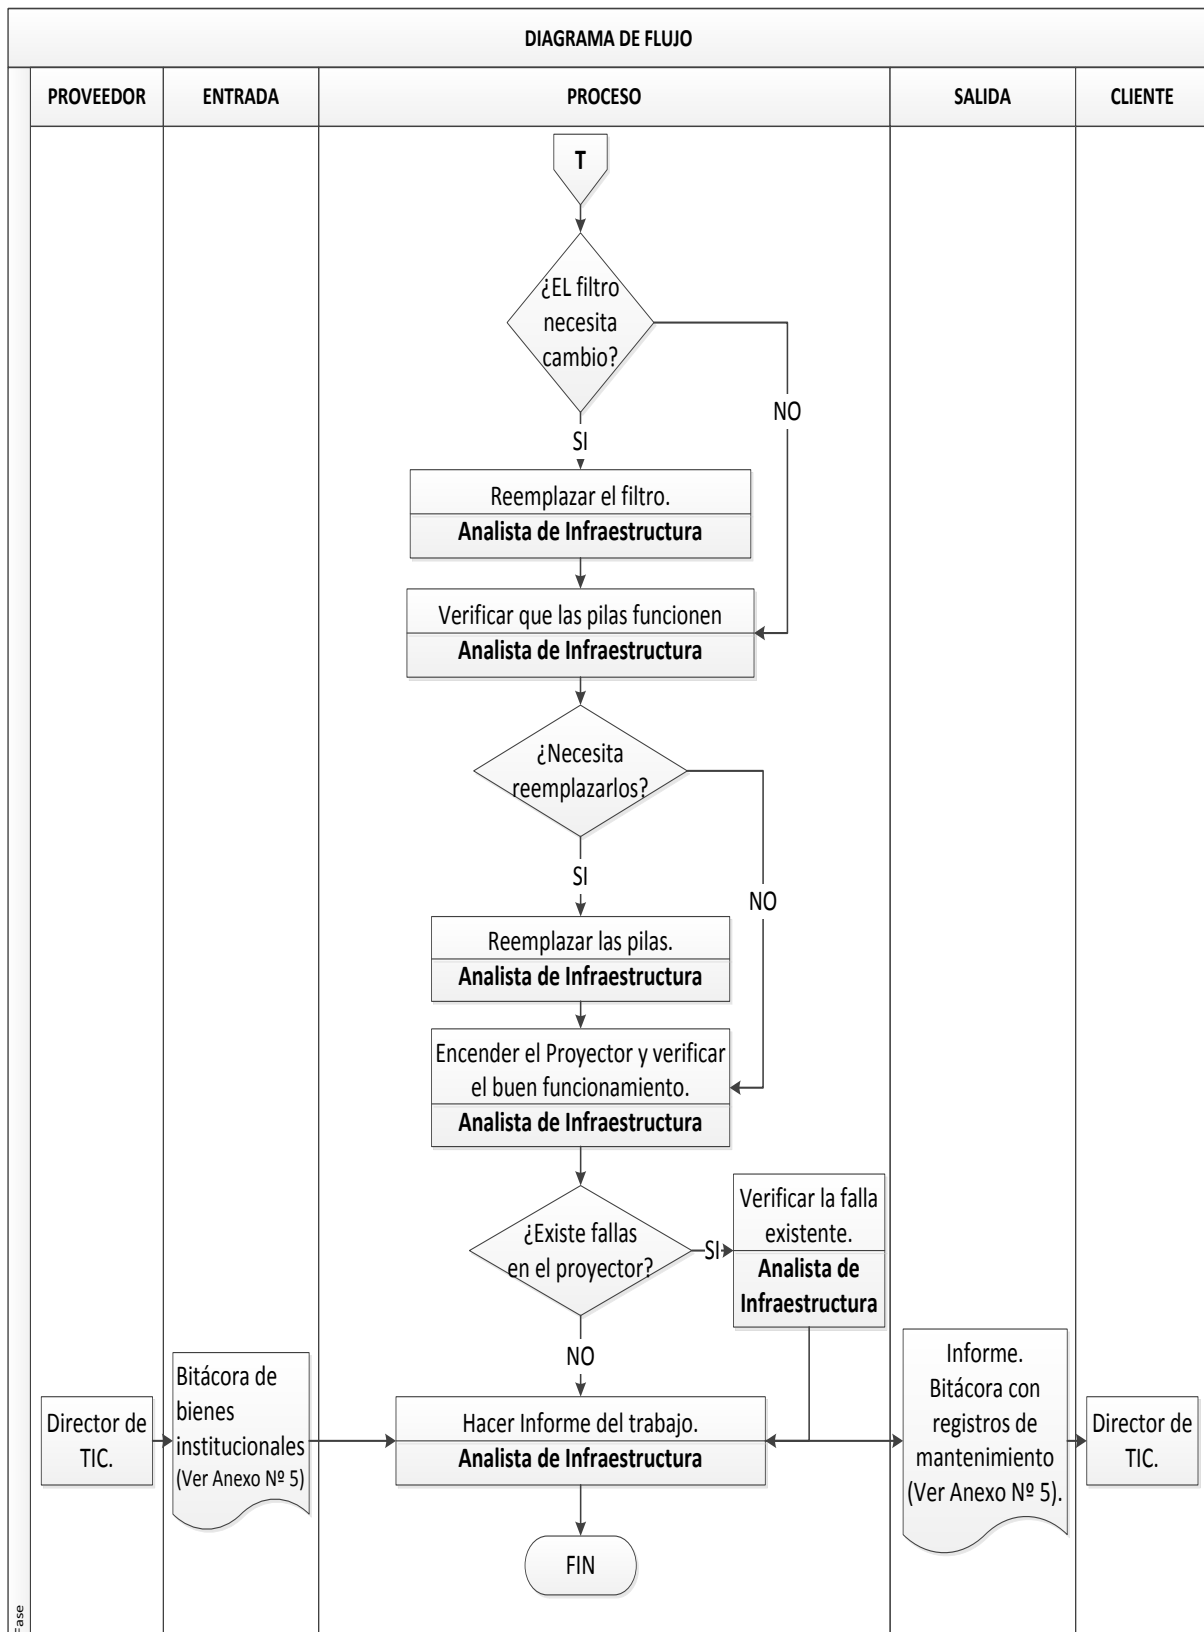 DIAGRAMA DE FLUJO
PROVEEDOR
ENTRADA
PROCESO
SALIDA
CLIENTE
T
¿EL filtro
necesita
cambio?
NO
SI
Reemplazar el filtro.
Analista de Infraestructura
Verificar que las pilas funcionen
Analista de Infraestructura
¿Necesita
reemplazarlos?
SI
NO
Reemplazar las pilas.
Analista de Infraestructura
Encender el Proyector y verificar
el buen funcionamiento.
Analista de Infraestructura
¿Existe fallas
en el proyector?
SI
Verificar la falla
existente.
Analista de
Infraestructura
NO
Director de
TIC.
Bitácora de
bienes
institucionales
(Ver Anexo Nº 5)
Hacer Informe del trabajo.
Analista de Infraestructura
Informe.
Bitácora con
registros de
mantenimiento
(Ver Anexo Nº 5).
Director de
TIC.
FIN
Fase